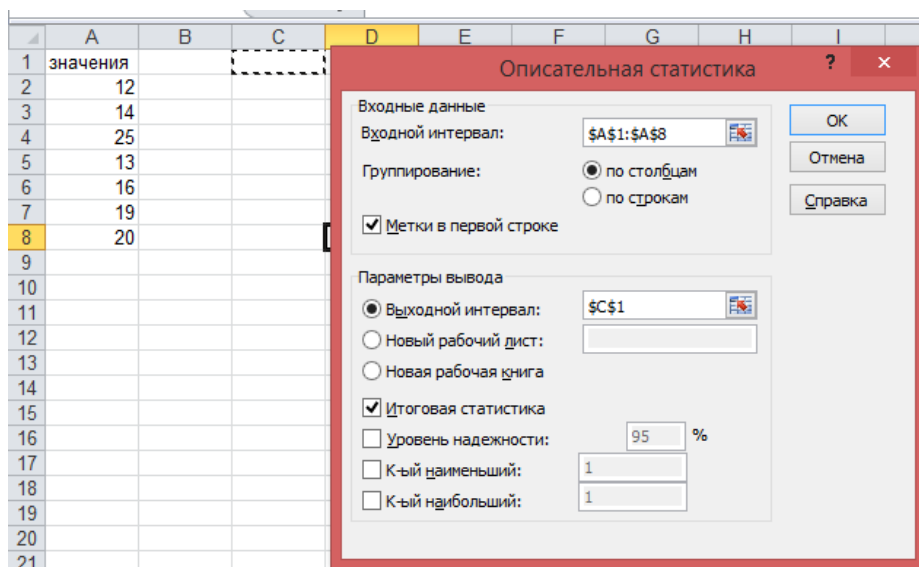 A B C D E F G H I
1 значения
2 12
3 14
4 25
5 13
6 16
7 19
8 20
9
10
11
12
13
14
15
16
17
18
19
20
21
Описательная статистика ? ×
Входные данные
Входной интервал: $A$1:$A$8
Группирование: по столбцам
по строкам
Метки в первой строке
OK
Отмена
Справка
Параметры вывода
Выходной интервал: $C$1
Новый рабочий лист:
Новая рабочая книга
Итоговая статистика
Уровень надежности: 95 %
К-ый наименьший: 1
К-ый наибольший: 1